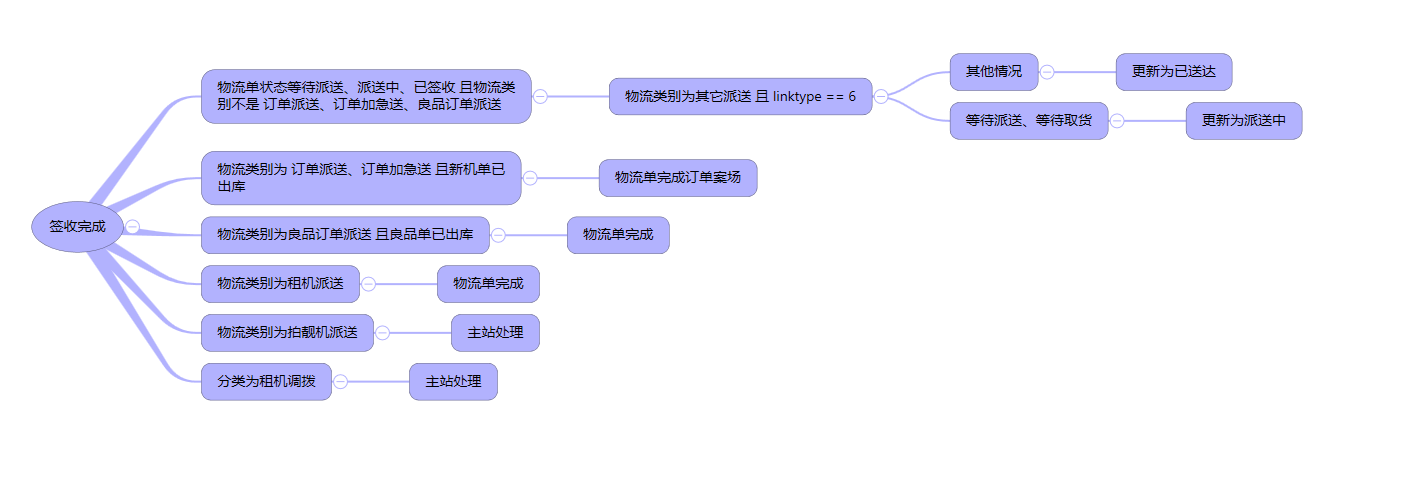 签收完成
物流单状态等待派送、派送中、已签收 且物流类
别不是 订单派送、订单加急送、良品订单派送
物流类别为其它派送 且 linktype == 6
其他情况
更新为已送达
等待派送、等待取货
更新为派送中
物流类别为 订单派送、订单加急送 且新机单已
出库
物流单完成订单案场
物流类别为良品订单派送 且良品单已出库
物流单完成
物流类别为租机派送
物流单完成
物流类别为拍靓机派送
主站处理
分类为租机调拨
主站处理